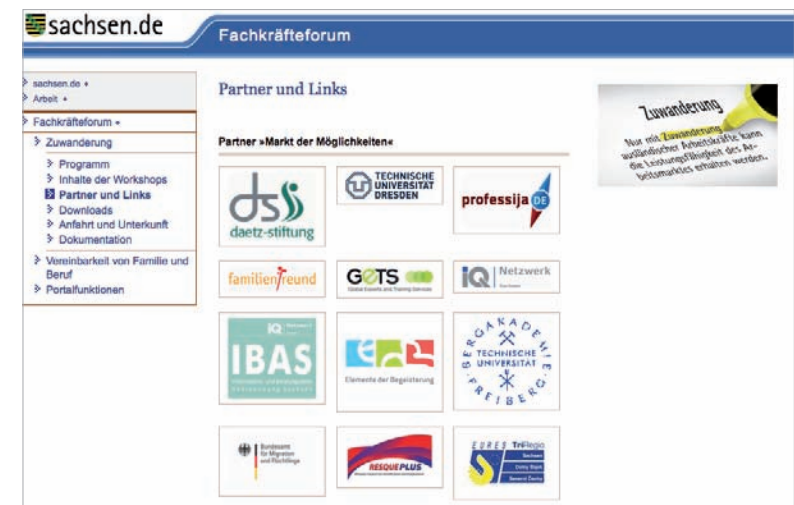 sachsen.de
Fachkräfteforum
sachsen.de
Arbeit
Fachkräfteforum
Zuwanderung
Programm
Inhalte der Workshops
Partner und Links
Downloads
Anfahrt und Unterkunft
Dokumentation
Vereinbarkeit von Familie und
Beruf
Portalfunktionen
Partner und Links
Partner »Markt der Möglichkeiten«
dss
daetz-stiftung
TECHNISCHE
UNIVERSITÄT
DRESDEN
professija DE
familienfreund
GETS
Global Experts and Training Services
IQ Netzwerk
IQ
IBAS
Elemente der Begeisterung
BERGAKADEMIE
TECHNISCHE
UNIVERSITÄT
FREIBERG
Bundesamt
für Migration
und Flüchtlinge
RESQUE PLUS
EURES TriRegio
Sachsen
Zuwanderung
Nur mit Zuwanderung
ausländischer Arbeitskräfte kann
die Leistungsfähigkeit des Ar-
beitsmarktes erhalten werden.